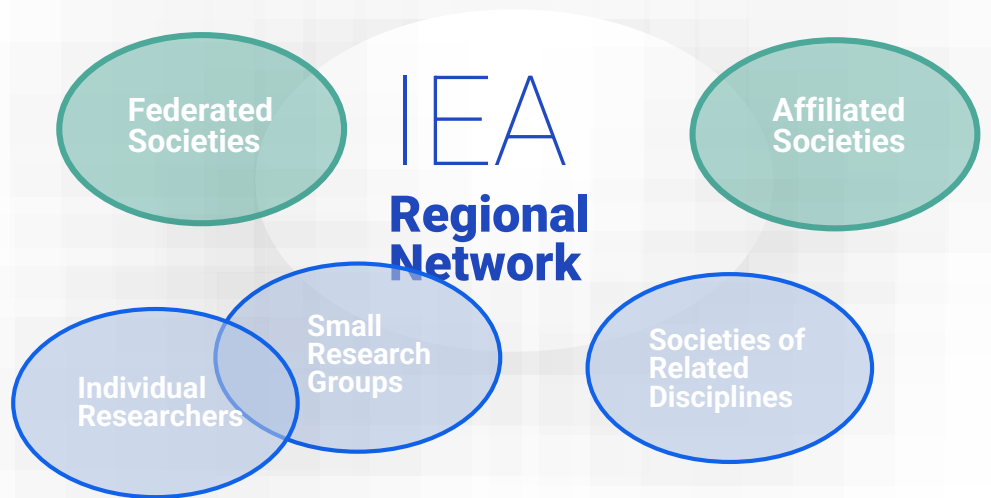 Federated
Societies
IEA
Regional
Network
Affiliated
Societies
Small
Research
Groups
Individual
Researchers
Societies of
Related
Disciplines